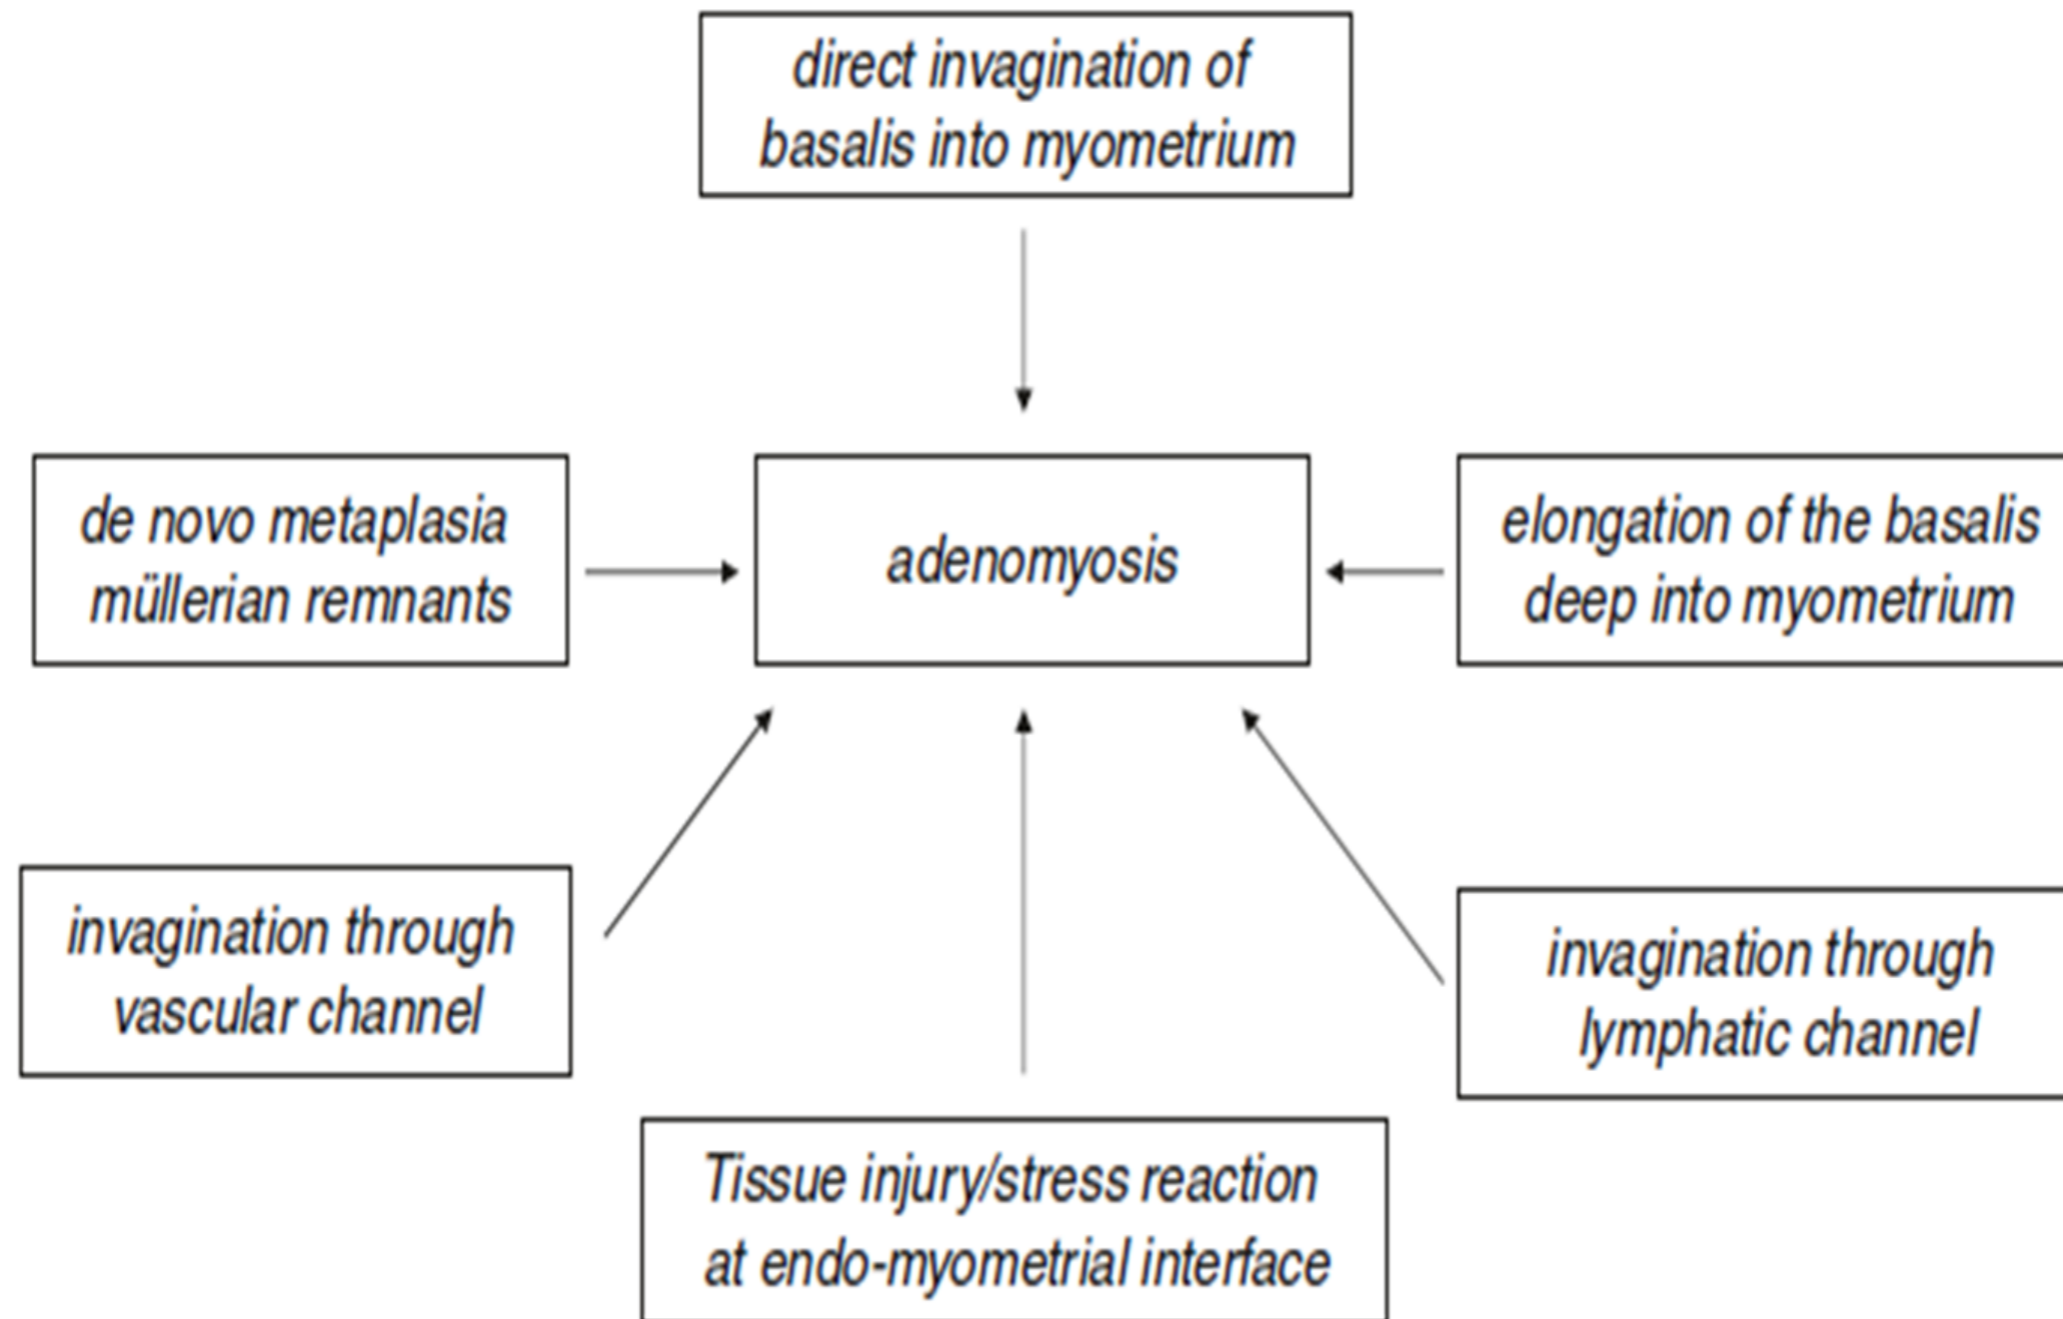 direct invagination of
basalis into myometrium
de novo metaplasia
müllerian remnants
adenomyosis
elongation of the basalis
deep into myometrium
invagination through
vascular channel
invagination through
lymphatic channel
Tissue injury/stress reaction
at endo-myometrial interface